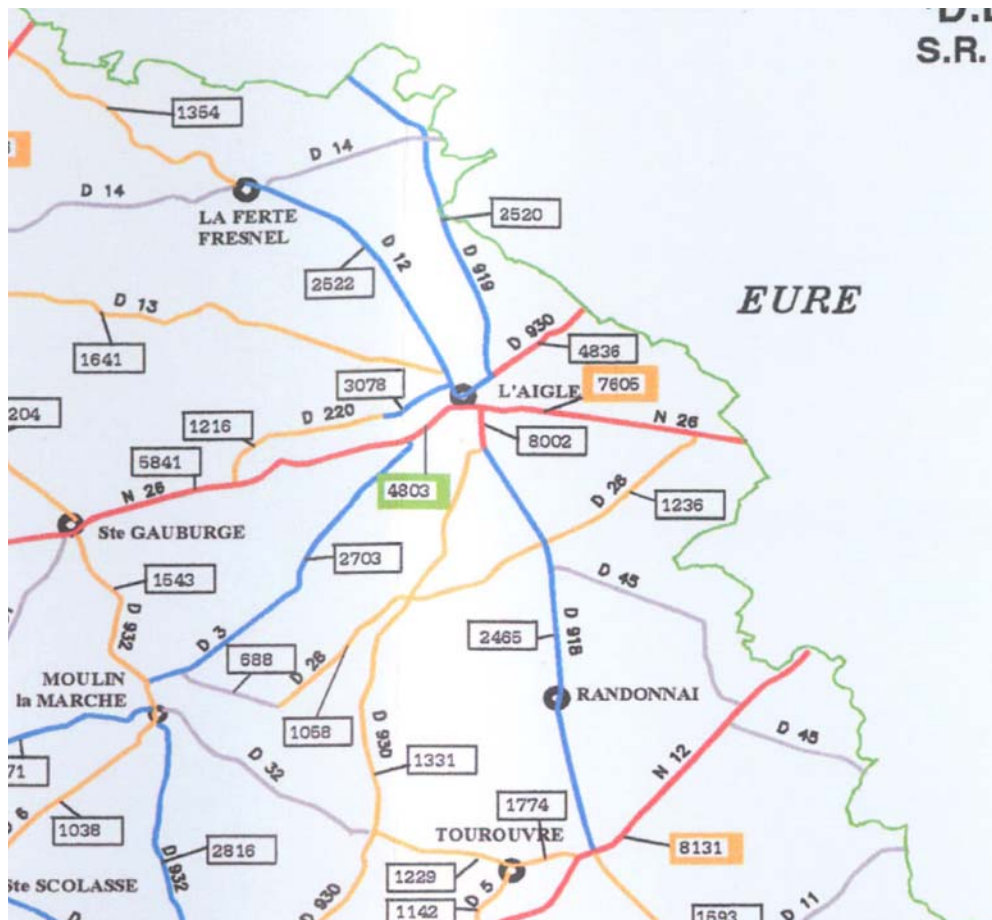 S.R.
1354
D 14
D 14
LA FERTE
FRESNEL
2520
D 12
2522
D 919
EURE
D 13
1641
D 930
4836
3078
L'AIGLE
7605
204
D 220
1216
N 26
8002
5841
N 26
4803
D 26
1236
Ste GAUBURGE
2703
1543
D 45
D 932
D 3
2465
D 918
688
D 26
MOULIN
la MARCHE
RANDONNAI
1058
D 930
D 45
N 12
71
D 32
1331
1774
D 6
1038
TOUROUVRE
8131
2816
D 932
1229
Ste SCOLASSE
D 5
D 930
1142
1593
D 11